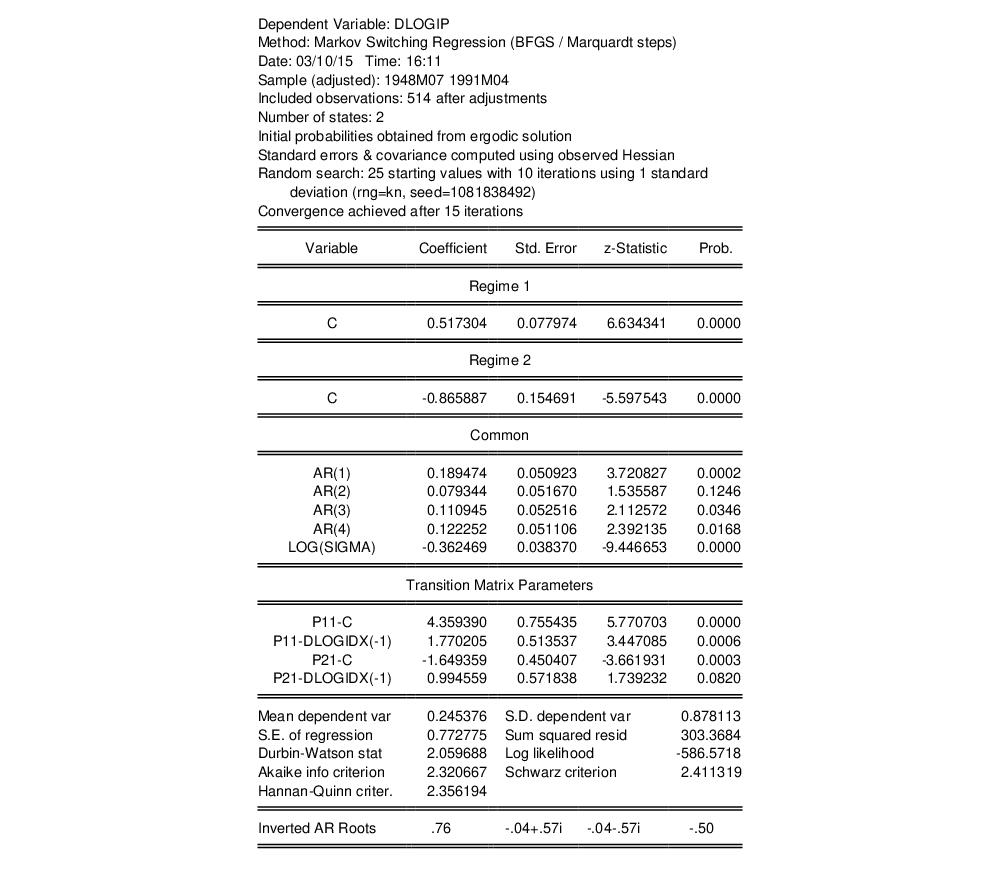 Dependent Variable: DLOGIP
Method: Markov Switching Regression (BFGS / Marquardt steps)
Date: 03/10/15 Time: 16:11
Sample (adjusted): 1948M07 1991M04
Included observations: 514 after adjustments
Number of states: 2
Initial probabilities obtained from ergodic solution
Standard errors & covariance computed using observed Hessian
Random search: 25 starting values with 10 iterations using 1 standard
deviation (rng=kn, seed=1081838492)
Convergence achieved after 15 iterations
Variable Coefficient Std. Error z-Statistic Prob.
Regime 1
C 0.517304 0.077974 6.634341 0.0000
Regime 2
C -0.865887 0.154691 -5.597543 0.0000
Common
AR(1) 0.189474 0.050923 3.720827 0.0002
AR(2) 0.079344 0.051670 1.535587 0.1246
AR(3) 0.110945 0.052516 2.112572 0.0346
AR(4) 0.122252 0.051106 2.392135 0.0168
LOG(SIGMA) -0.362469 0.038370 -9.446653 0.0000
Transition Matrix Parameters
P11-C 4.359390 0.755435 5.770703 0.0000
P11-DLOGIDX(-1) 1.770205 0.513537 3.447085 0.0006
P21-C -1.649359 0.450407 -3.661931 0.0003
P21-DLOGIDX(-1) 0.994559 0.571838 1.739232 0.0820
Mean dependent var 0.245376 S.D. dependent var 0.878113
S.E. of regression 0.772775 Sum squared resid 303.3684
Durbin-Watson stat 2.059688 Log likelihood -586.5718
Akaike info criterion 2.320667 Schwarz criterion 2.411319
Hannan-Quinn criter. 2.356194
Inverted AR Roots .76 -.04+.57i -.04-.57i -.50